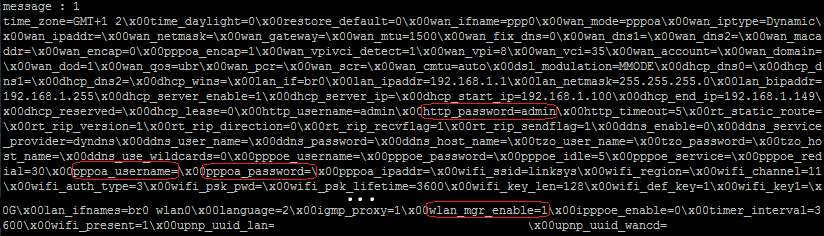 message : 1
time_zone=GMT+1 2\x00time_daylight=0\x00restore_default=0\x00wan_ifname=ppp0\x00wan_mode=pppoa\x00wan_iptype=Dynamic\
\x00wan_ipaddr=\x00wan_netmask=\x00wan_gateway=\x00wan_mtu=1500\x00wan_fix_dns=0\x00wan_dns1=\x00wan_dns2=\x00wan_maca
ddr=\x00wan_encap=0\x00pppoa_encap=1\x00wan_vpivci_detect=1\x00wan_vpi=8\x00wan_vci=35\x00wan_account=\x00wan_domain=
\x00wan_dod=1\x00wan_qos=ubr\x00wan_pcr=\x00wan_scr=\x00wan_cmtu=auto\x00dsl_modulation=MMODE\x00dhcp_dns0=\x00dhcp_d
ns1=\x00dhcp_dns2=\x00dhcp_wins=\x00lan_if=br0\x00lan_ipaddr=192.168.1.1\x00lan_netmask=255.255.255.0\x00lan_bipaddr=
192.168.1.255\x00dhcp_server_enable=1\x00dhcp_server_ip=\x00dhcp_start_ip=192.168.1.100\x00dhcp_end_ip=192.168.1.149\
\x00dhcp_reserved=\x00dhcp_lease=0\x00http_username=admin\x00http_password=admin\x00http_timeout=5\x00rt_static_route=
\x00rt_rip_version=1\x00rt_rip_direction=0\x00rt_rip_recvflag=1\x00rt_rip_sendflag=1\x00ddns_enable=0\x00ddns_service
_provider=dyndns\x00ddns_user_name=\x00ddns_password=\x00ddns_host_name=\x00tzo_user_name=\x00tzo_password=\x00tzo_ho
st_name=\x00ddns_use_wildcards=0\x00pppoe_username=\x00pppoe_password=\x00pppoe_idle=5\x00pppoe_service=\x00pppoe_red
ial=30\x00pppoa_username=\x00pppoa_password=\x00pppoa_ipaddr=\x00wifi_ssid=linksys\x00wifi_region=\x00wifi_channel=11
\x00wifi_auth_type=3\x00wifi_psk_pwd=\x00wifi_psk_lifetime=3600\x00wifi_key_len=128\x00wifi_def_key=1\x00wifi_key1=\x0
...
0G\x00lan_ifnames=br0 wlan0\x00language=2\x00igmp_proxy=1\x00wlan_mgr_enable=1\x00ipppoe_enable=0\x00timer_interval=3
600\x00wifi_present=1\x00upnp_uuid_lan= \x00upnp_uuid_wancd=